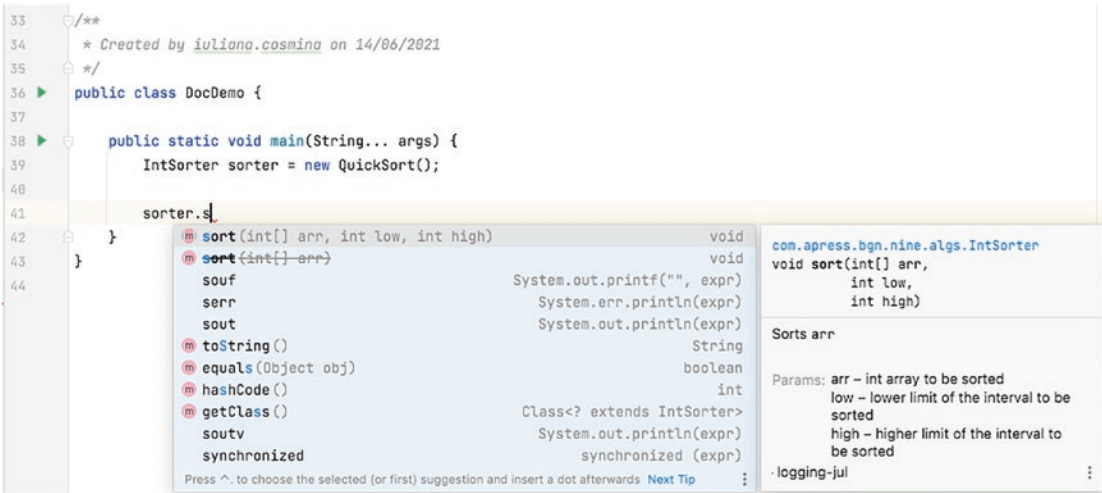 33 /**
34 * Created by iuliana.cosmina on 14/06/2021
35 */
36 public class DocDemo {
37
38 public static void main(String... args) {
39 IntSorter sorter = new QuickSort();
40
41 sorter.s
42 }
43 }
44
m sort(int[] arr, int low, int high) void
m sort(int[] arr) void
souf System.out.printf("", expr)
serr System.err.println(expr)
sout System.out.println(expr)
m toString() String
m equals(Object obj) boolean
m hashCode() int
m getClass() Class<? extends IntSorter>
soutv System.out.println(expr)
synchronized synchronized (expr)
Press ^. to choose the selected (or first) suggestion and insert a dot afterwards Next Tip
com.apress.bgn.nine.algs.IntSorter
void sort(int[] arr,
int low,
int high)
Sorts arr
Params: arr – int array to be sorted
low – lower limit of the interval to be
sorted
high – higher limit of the interval to
be sorted
logging-jul